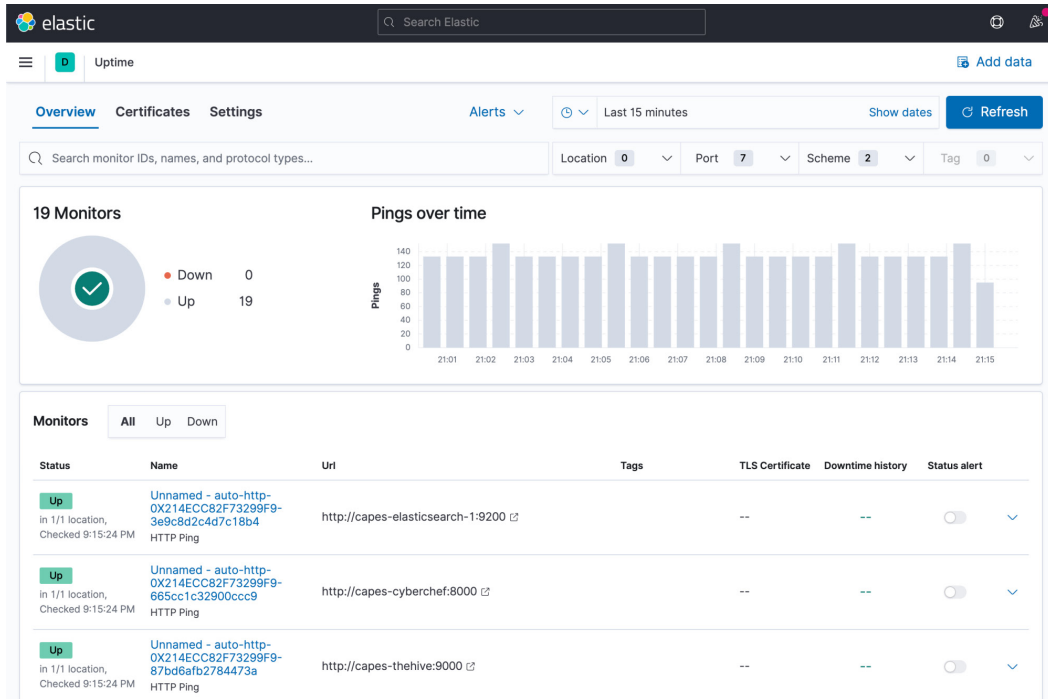 elastic
Search Elastic
D
Uptime
Add data
Overview Certificates Settings
Alerts
Last 15 minutes
Show dates
Refresh
Search monitor IDs, names, and protocol types...
Location 0
Port 7
Scheme 2
Tag 0
19 Monitors
Down 0
Up 19
Pings over time
Pings
140
120
100
80
60
40
20
0
21:01 21:02 21:03 21:04 21:05 21:06 21:07 21:08 21:09 21:10 21:11 21:12 21:13 21:14 21:15
Monitors
All Up Down
Status Name Url Tags TLS Certificate Downtime history Status alert
Up
in 1/1 location,
Checked 9:15:24 PM
Unnamed - auto-http-
0X214ECC82F73299F9-
3e9c8d2c4d7c18b4
HTTP Ping
http://capes-elasticsearch-1:9200
-- --
Up
in 1/1 location,
Checked 9:15:24 PM
Unnamed - auto-http-
0X214ECC82F73299F9-
665cc1c32900ccc9
HTTP Ping
http://capes-cyberchef:8000
-- --
Up
in 1/1 location,
Checked 9:15:24 PM
Unnamed - auto-http-
0X214ECC82F73299F9-
87bd6afb2784473a
HTTP Ping
http://capes-thehive:9000
-- --